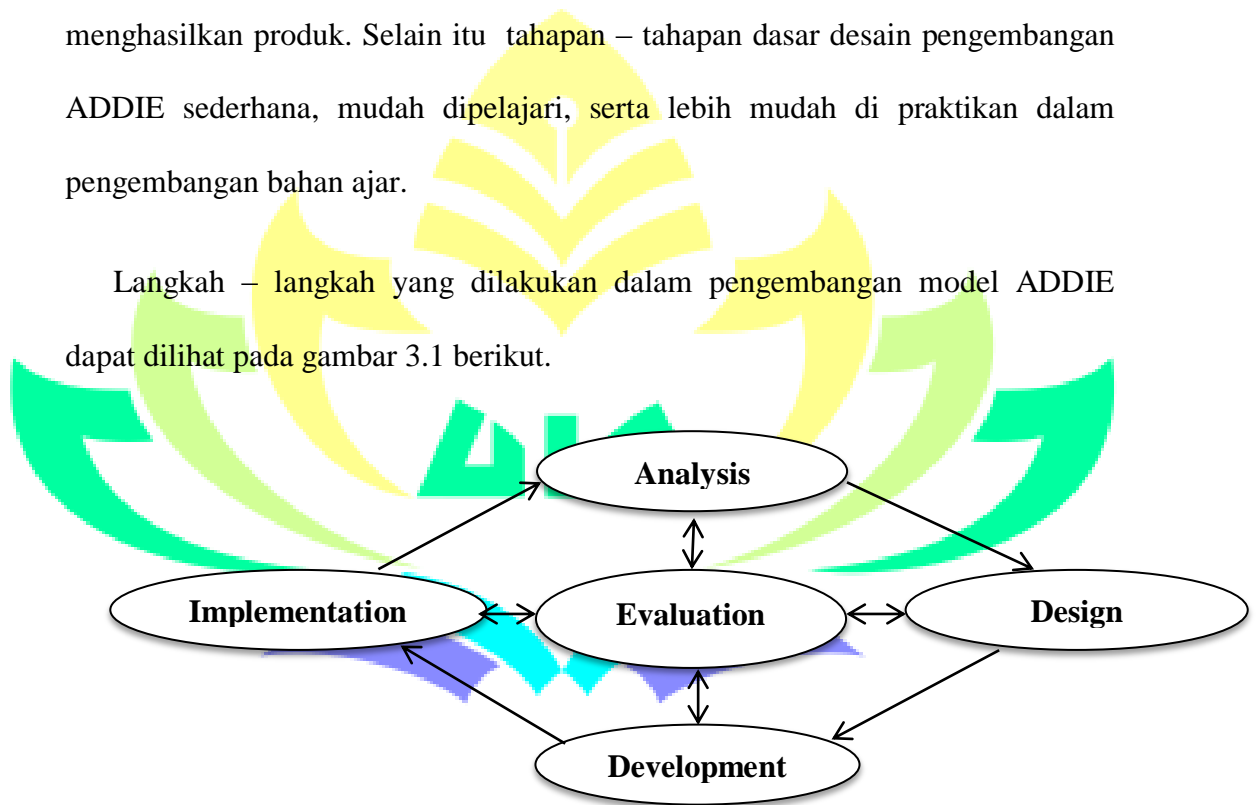 menghasilkan produk. Selain itu tahapan – tahapan dasar desain pengembangan
ADDIE sederhana, mudah dipelajari, serta lebih mudah di praktikan dalam
pengembangan bahan ajar.
Langkah – langkah yang dilakukan dalam pengembangan model ADDIE
dapat dilihat pada gambar 3.1 berikut.
Analysis
Implementation
Evaluation
Design
Development